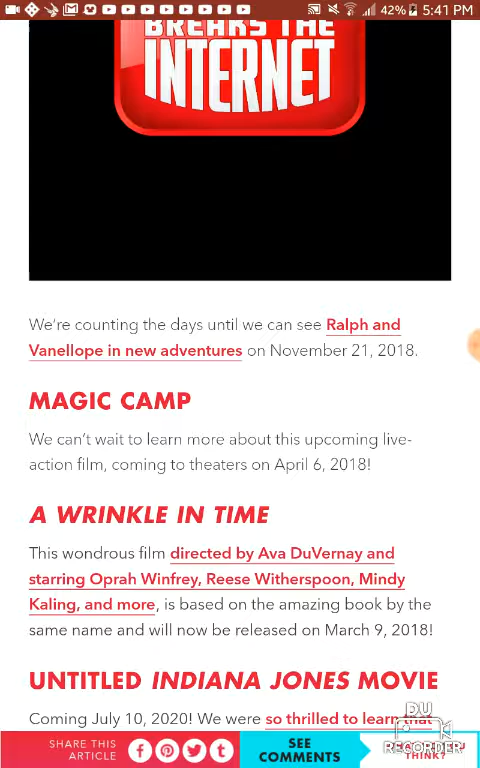 42% 5:41 PM
BREAKS THE
INTERNET
We're counting the days until we can see Ralph and
Vanellope in new adventures on November 21, 2018.
MAGIC CAMP
We can't wait to learn more about this upcoming live-
action film, coming to theaters on April 6, 2018!
A WRINKLE IN TIME
This wondrous film directed by Ava DuVernay and
starring Oprah Winfrey, Reese Witherspoon, Mindy
Kaling, and more, is based on the amazing book by the
same name and will now be released on March 9, 2018!
UNTITLED INDIANA JONES MOVIE
Coming July 10, 2020! We were so thrilled to learn that
DU
RECORDER
SHARE THIS
ARTICLE
SEE
COMMENTS
THINK?